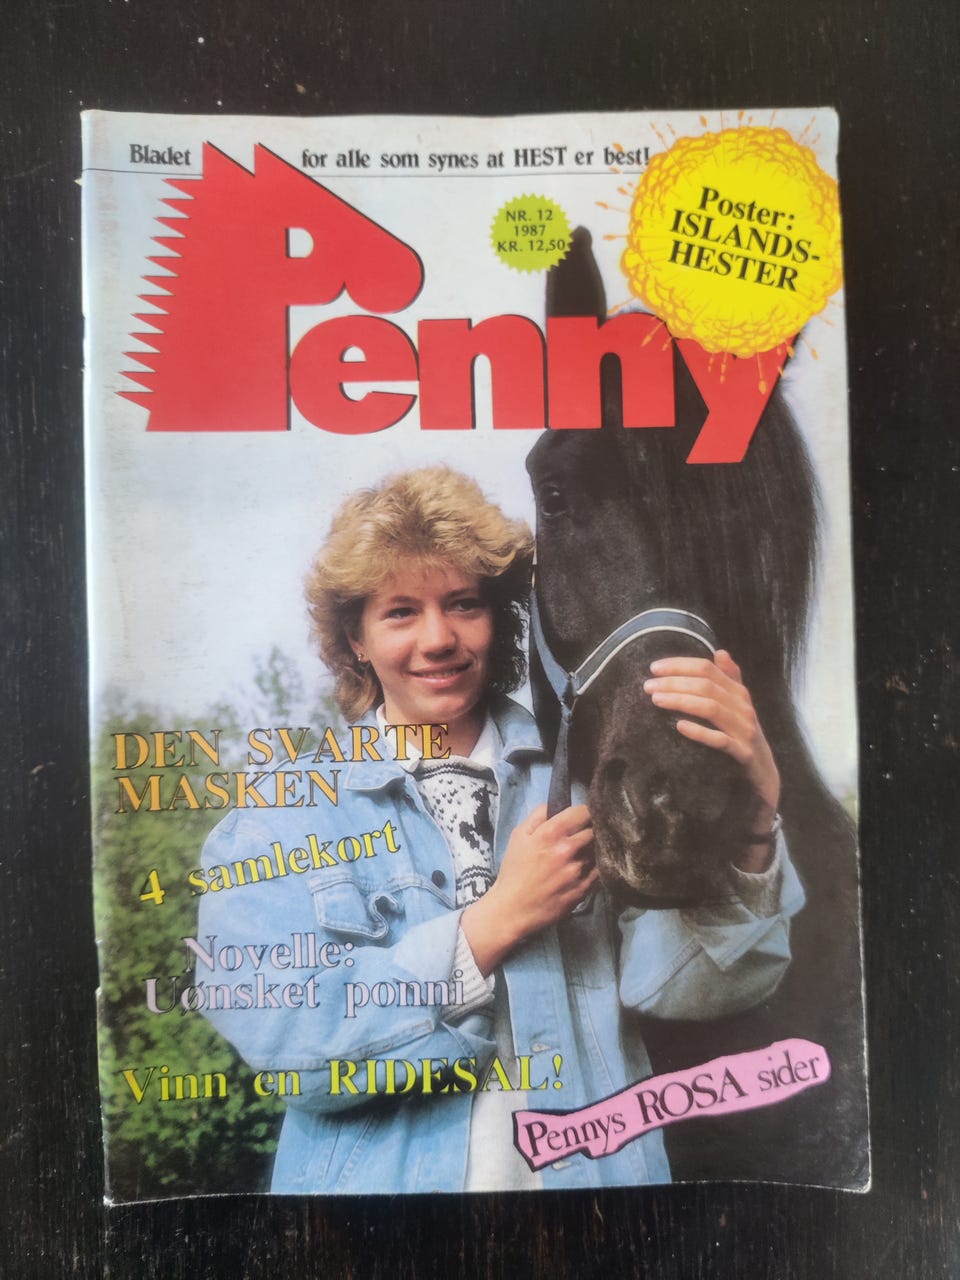 Bladet for alle som synes at HEST er best!
Penny
NR. 12
1987
KR. 12,50
Poster:
ISLANDS-
HESTER
DEN SVARTE
MASKEN
4 samlekort
Novelle:
Uønsket ponni
Vinn en RIDESAL!
Pennys ROSA sider